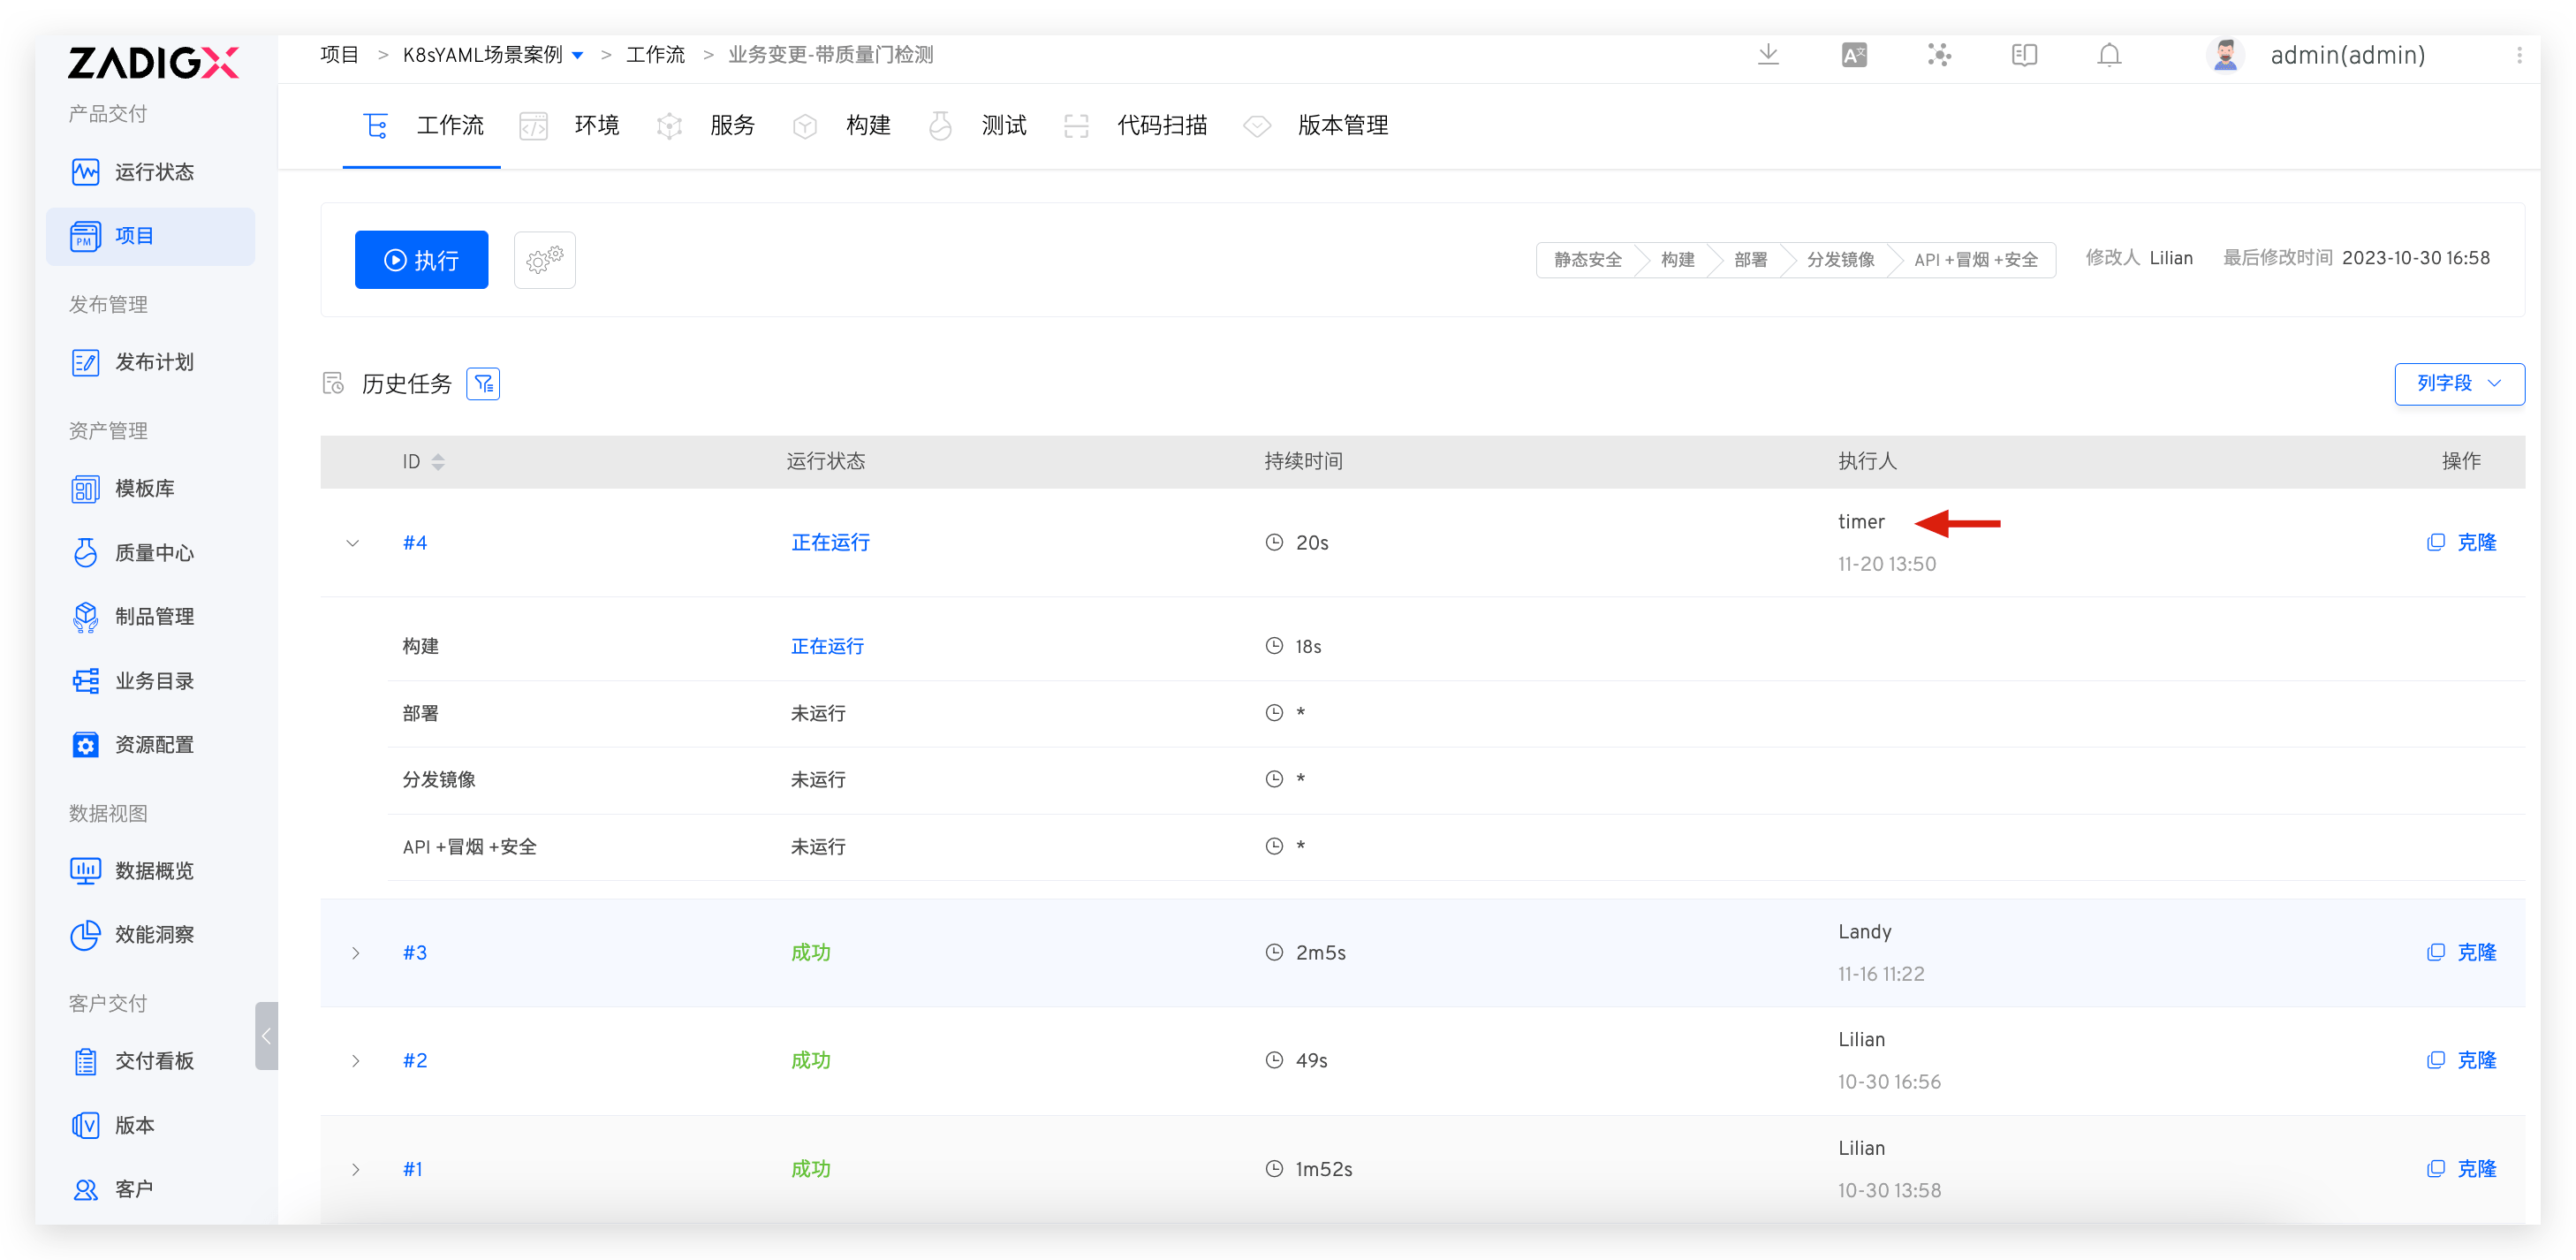 ZADIGX
产品交付
运行状态
PM 项目
发布管理
发布计划
资产管理
模板库
质量中心
制品管理
业务目录
资源配置
数据视图
数据概览
效能洞察
客户交付
交付看板
V 版本
客户
项目 > K8sYAML场景案例 > 工作流 > 业务变更-带质量门检测
admin(admin)
工作流 环境 服务 构建 测试 代码扫描 版本管理
执行
静态安全 构建 部署 分发镜像 API +冒烟 +安全 修改人 Lilian 最后修改时间 2023-10-30 16:58
历史任务 列字段
ID 运行状态 持续时间 执行人 操作
#4 正在运行 20s timer 克隆
11-20 13:50
构建 正在运行 18s
部署 未运行 *
分发镜像 未运行 *
API +冒烟 +安全 未运行 *
#3 成功 2m5s Landy 克隆
11-16 11:22
#2 成功 49s Lilian 克隆
10-30 16:56
#1 成功 1m52s Lilian 克隆
10-30 13:58